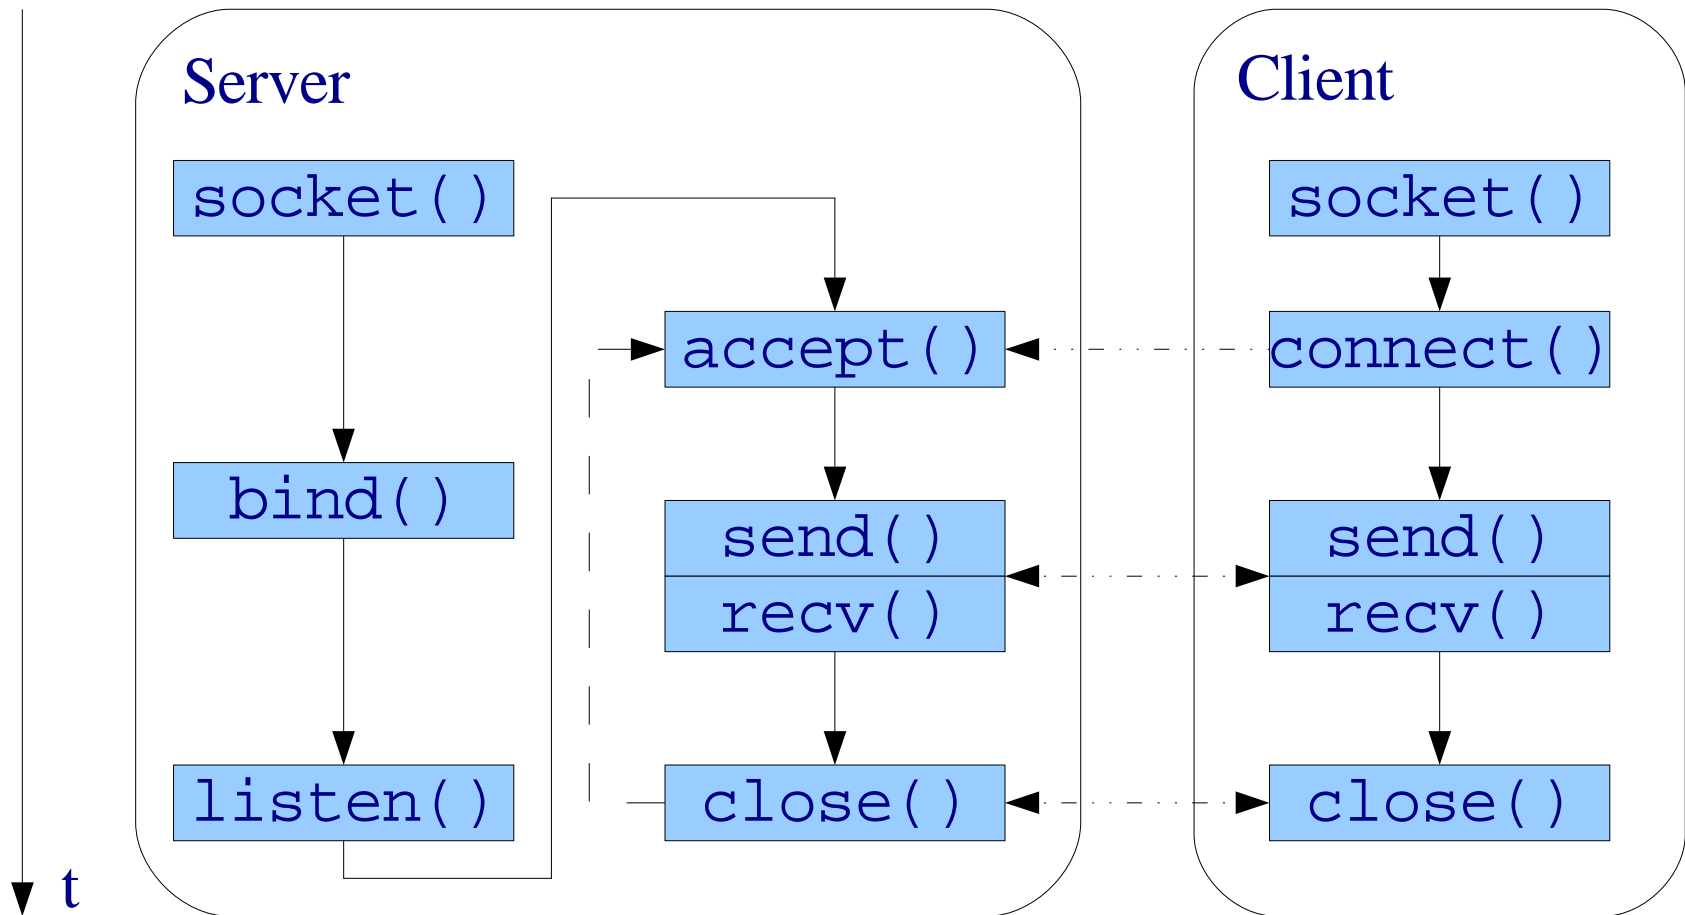 Server
socket()
bind()
listen()
accept()
send()
recv()
close()
Client
socket()
connect()
send()
recv()
close()
t